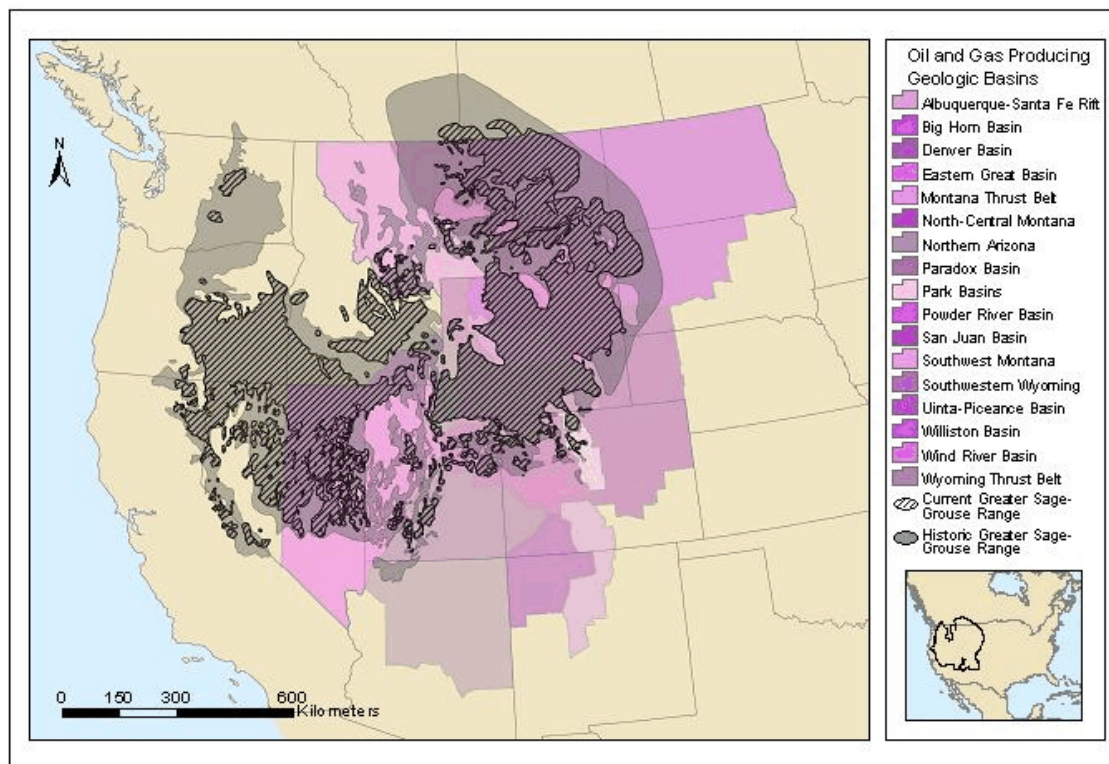 Oil and Gas Producing
Geologic Basins
Albuquerque-Santa Fe Rift
Big Horn Basin
Denver Basin
Eastern Great Basin
Montana Thrust Belt
North-Central Montana
Northern Arizona
Paradox Basin
Park Basins
Powder River Basin
San Juan Basin
Southwest Montana
Southwestern Wyoming
Uinta-Piceance Basin
Williston Basin
Wind River Basin
Wyoming Thrust Belt
Current Greater Sage-
Grouse Range
Historic Greater Sage-
Grouse Range
N
0 150 300 600
Kilometers